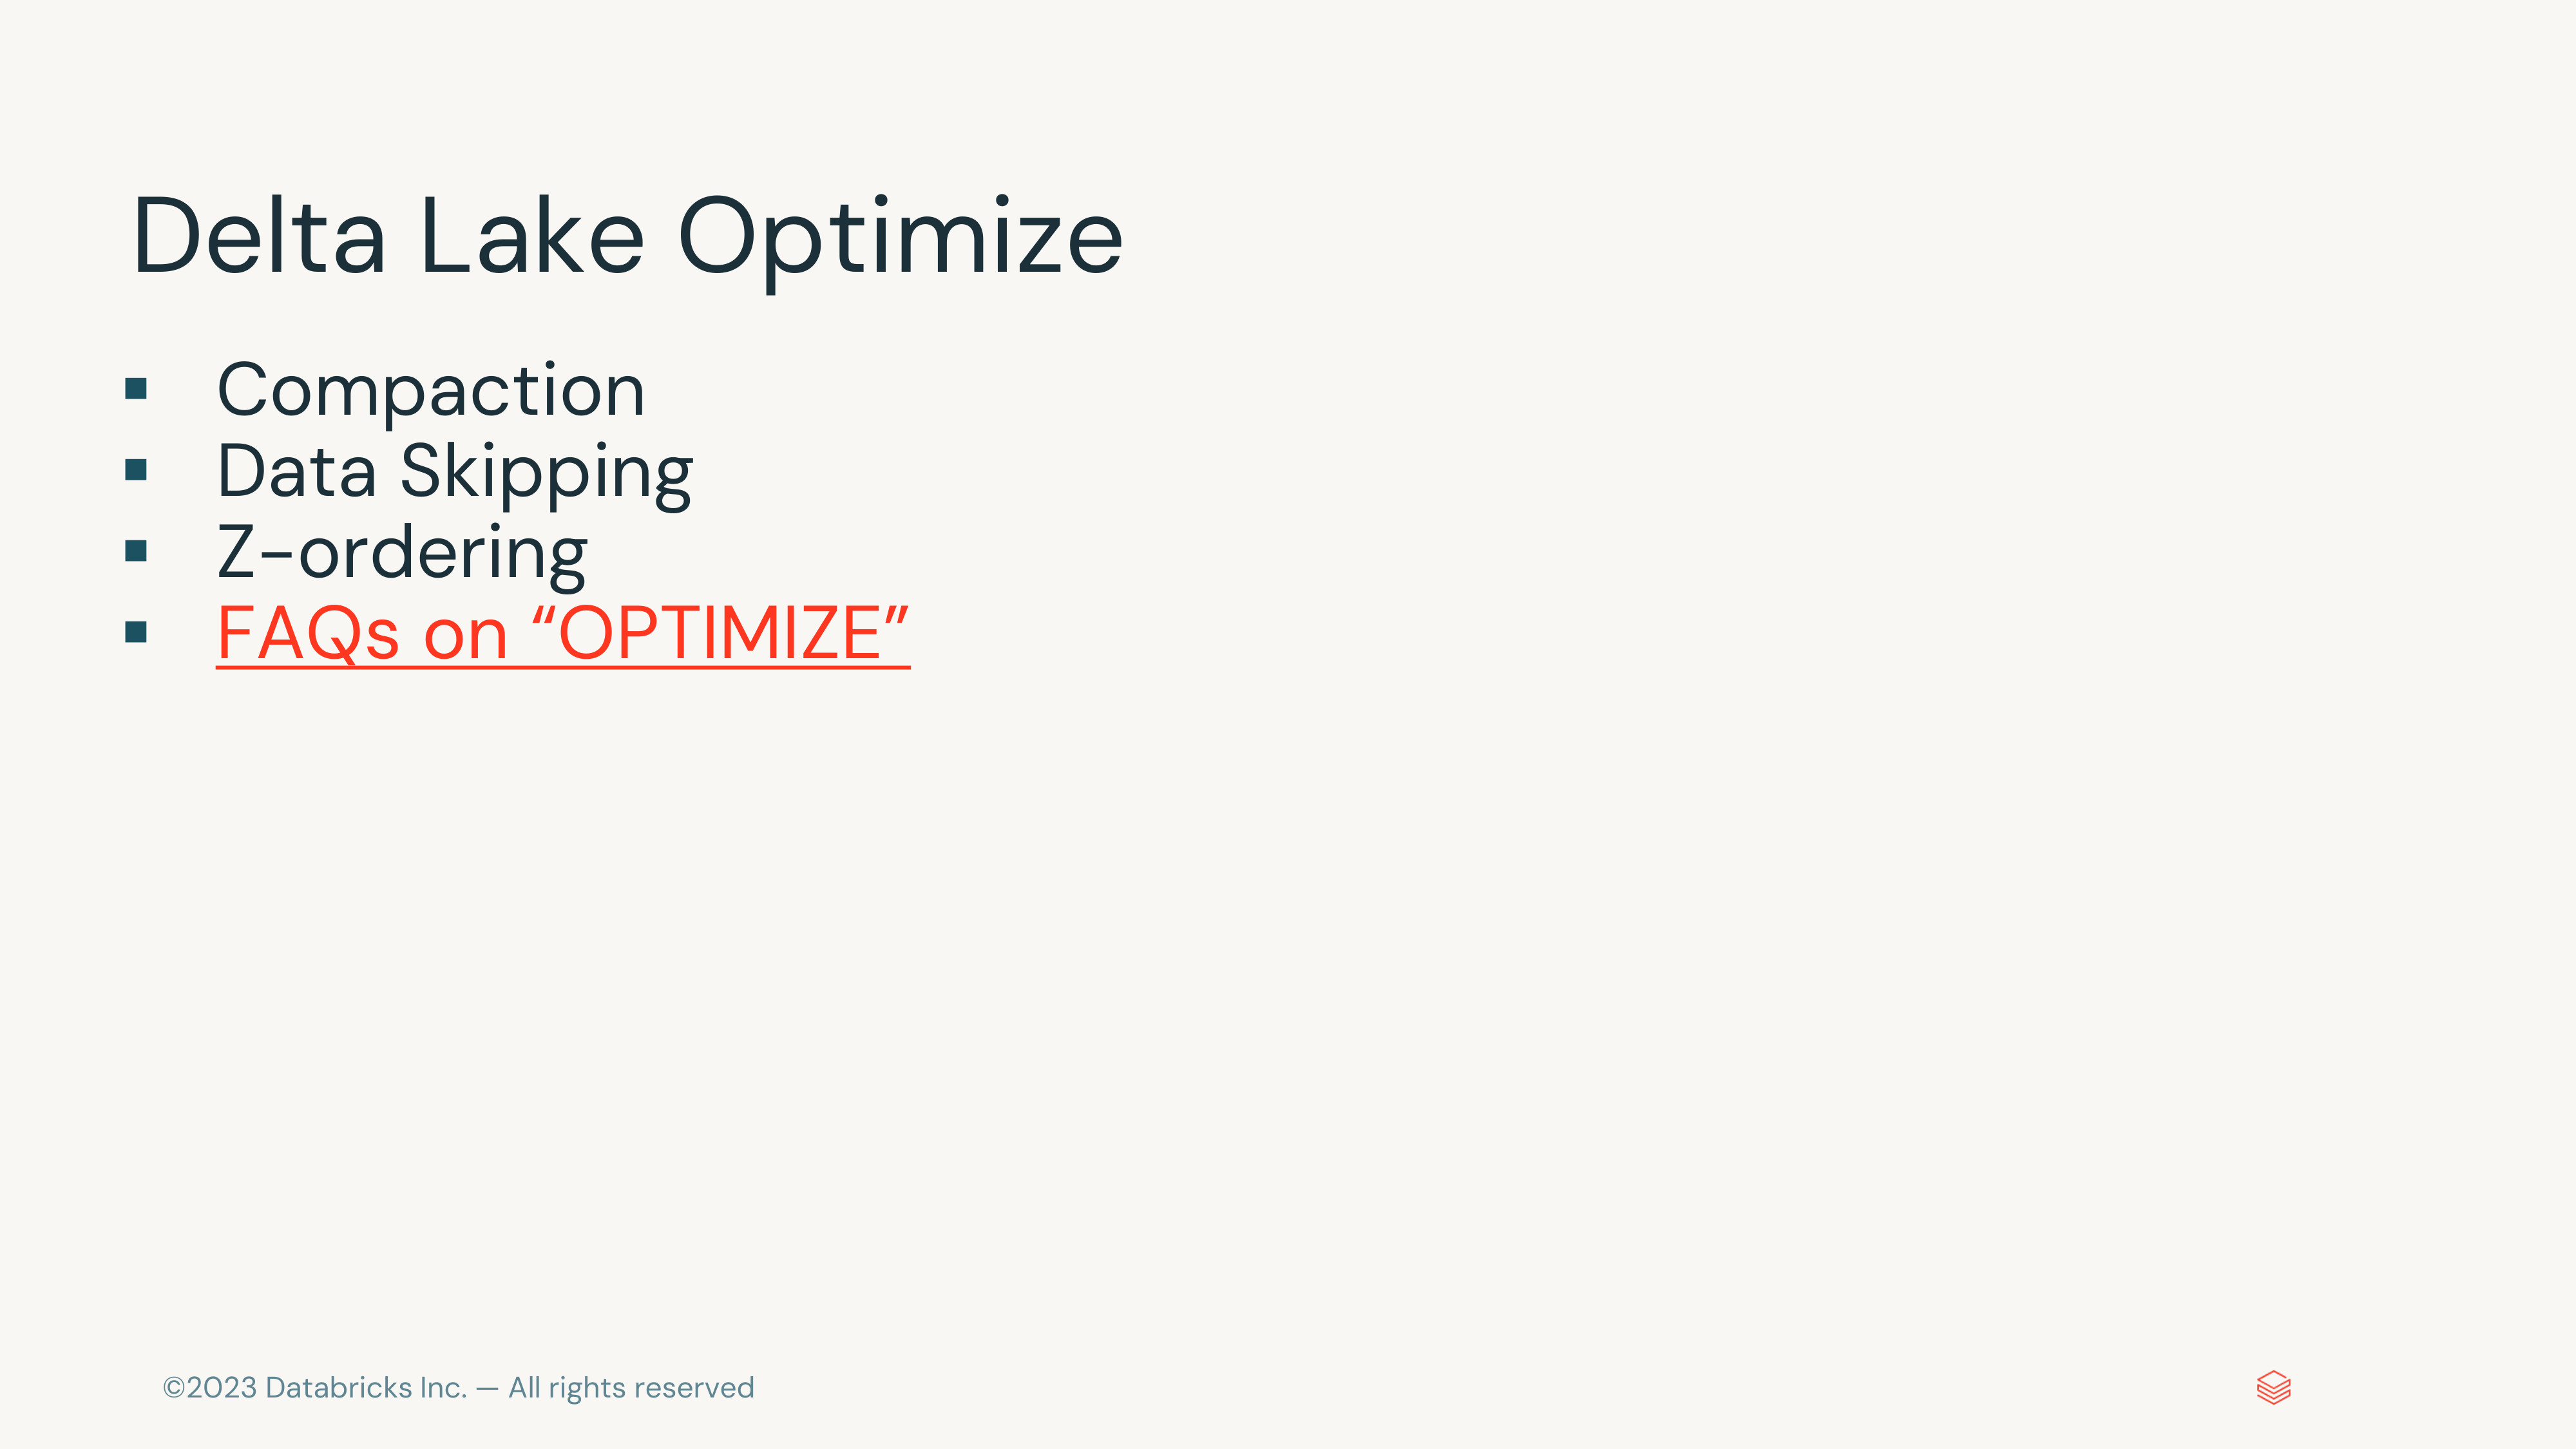 Delta Lake Optimize
▪ Compaction
▪ Data Skipping
▪ Z-ordering
▪ FAQs on “OPTIMIZE”
©2023 Databricks Inc. — All rights reserved